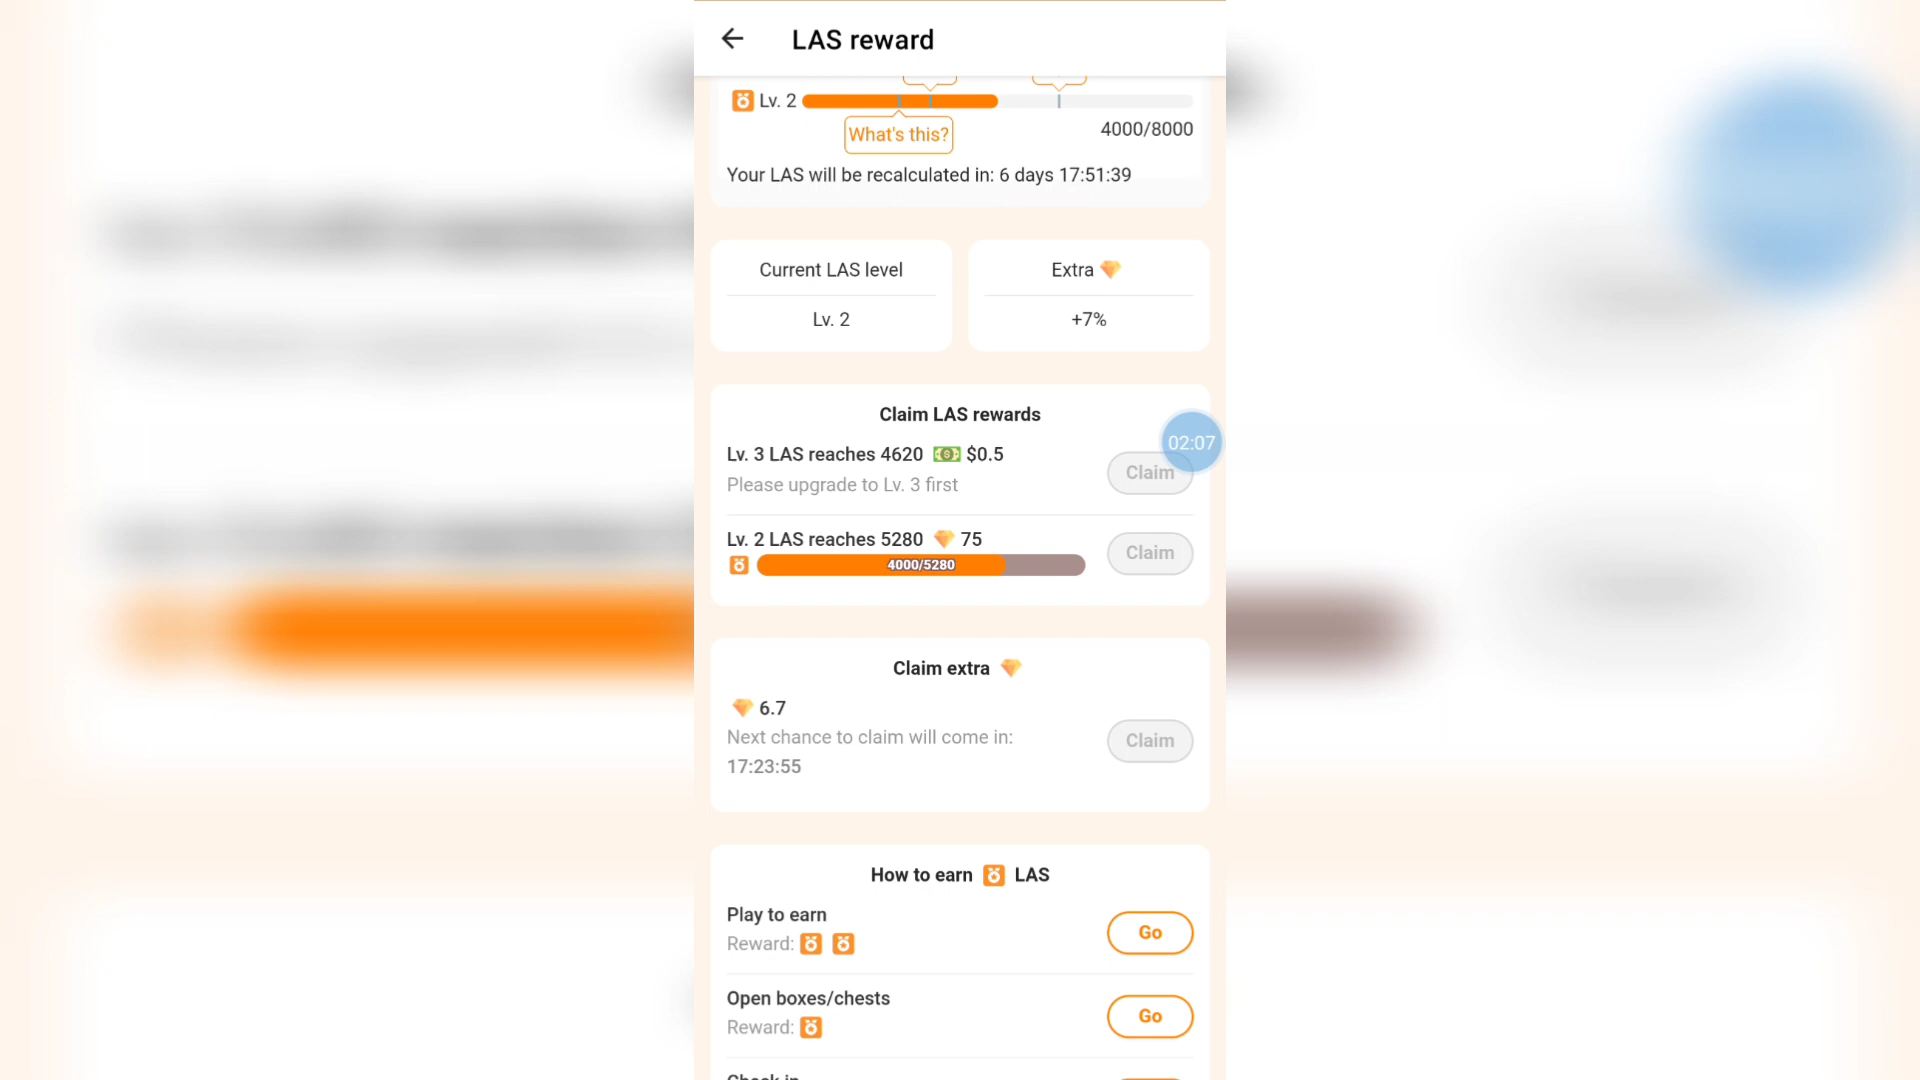 LAS reward
Lv. 2
4000/8000
What's this?
Your LAS will be recalculated in: 6 days 17:51:39
Current LAS level
Lv. 2
Extra
+7%
Claim LAS rewards
Lv. 3 LAS reaches 4620 $0.5
Please upgrade to Lv. 3 first
Claim
02:07
Lv. 2 LAS reaches 5280 75
4000/5280
Claim
Claim extra
6.7
Next chance to claim will come in:
17:23:55
Claim
How to earn LAS
Play to earn
Reward:
Go
Open boxes/chests
Reward:
Go
Check in